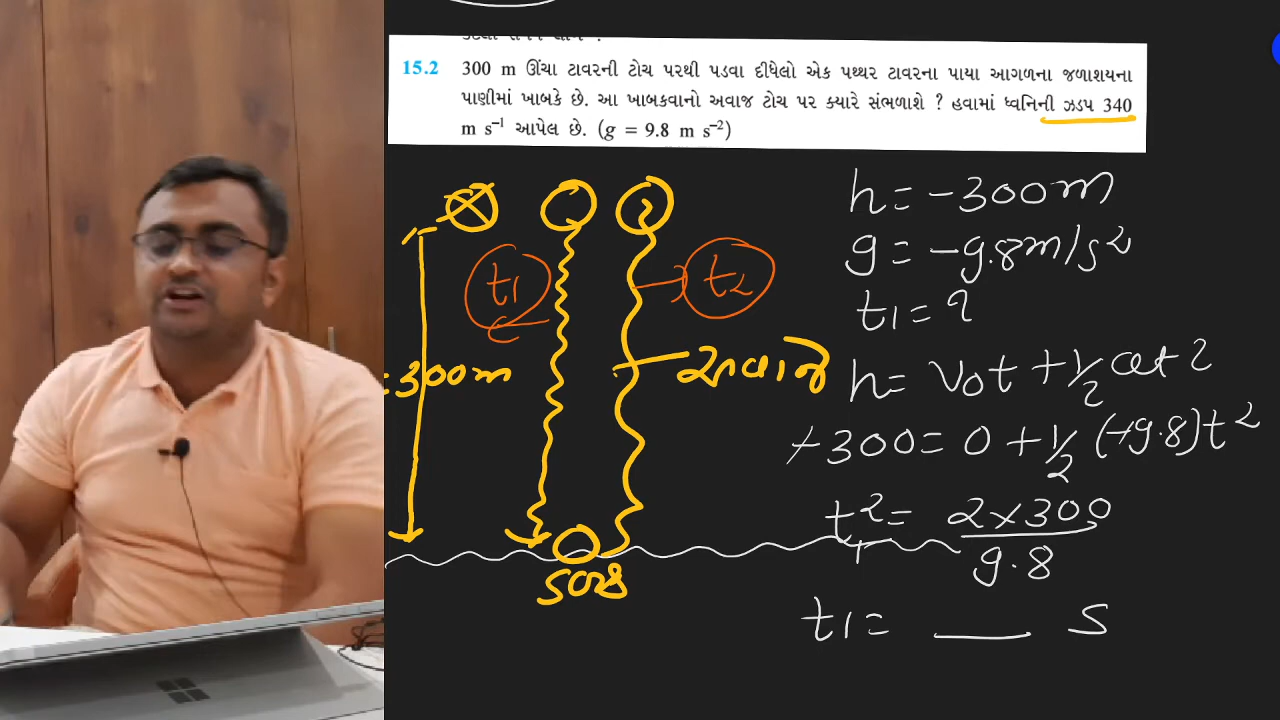 15.2 300 m ઊંચા ટાવરની ટોચ પરથી પડવા દીધેલો એક પથ્થર ટાવરના પાયા આગળના જળાશયના
પાણીમાં ખાબકે છે. આ ખાબકવાનો અવાજ ટોચ પર ક્યારે સંભળાશે ? હવામાં ધ્વનિની ઝડપ 340
m s⁻¹ આપેલ છે. (g = 9.8 m s⁻²)
h = -300m
g = -9.8m/s²
t1 = ?
h = v0t + 1/2 at²
-300 = 0 + 1/2 (-9.8)t²
t1² = 2×300/9.8
t1 = ___ s
t1
t2
300m
અવાજ